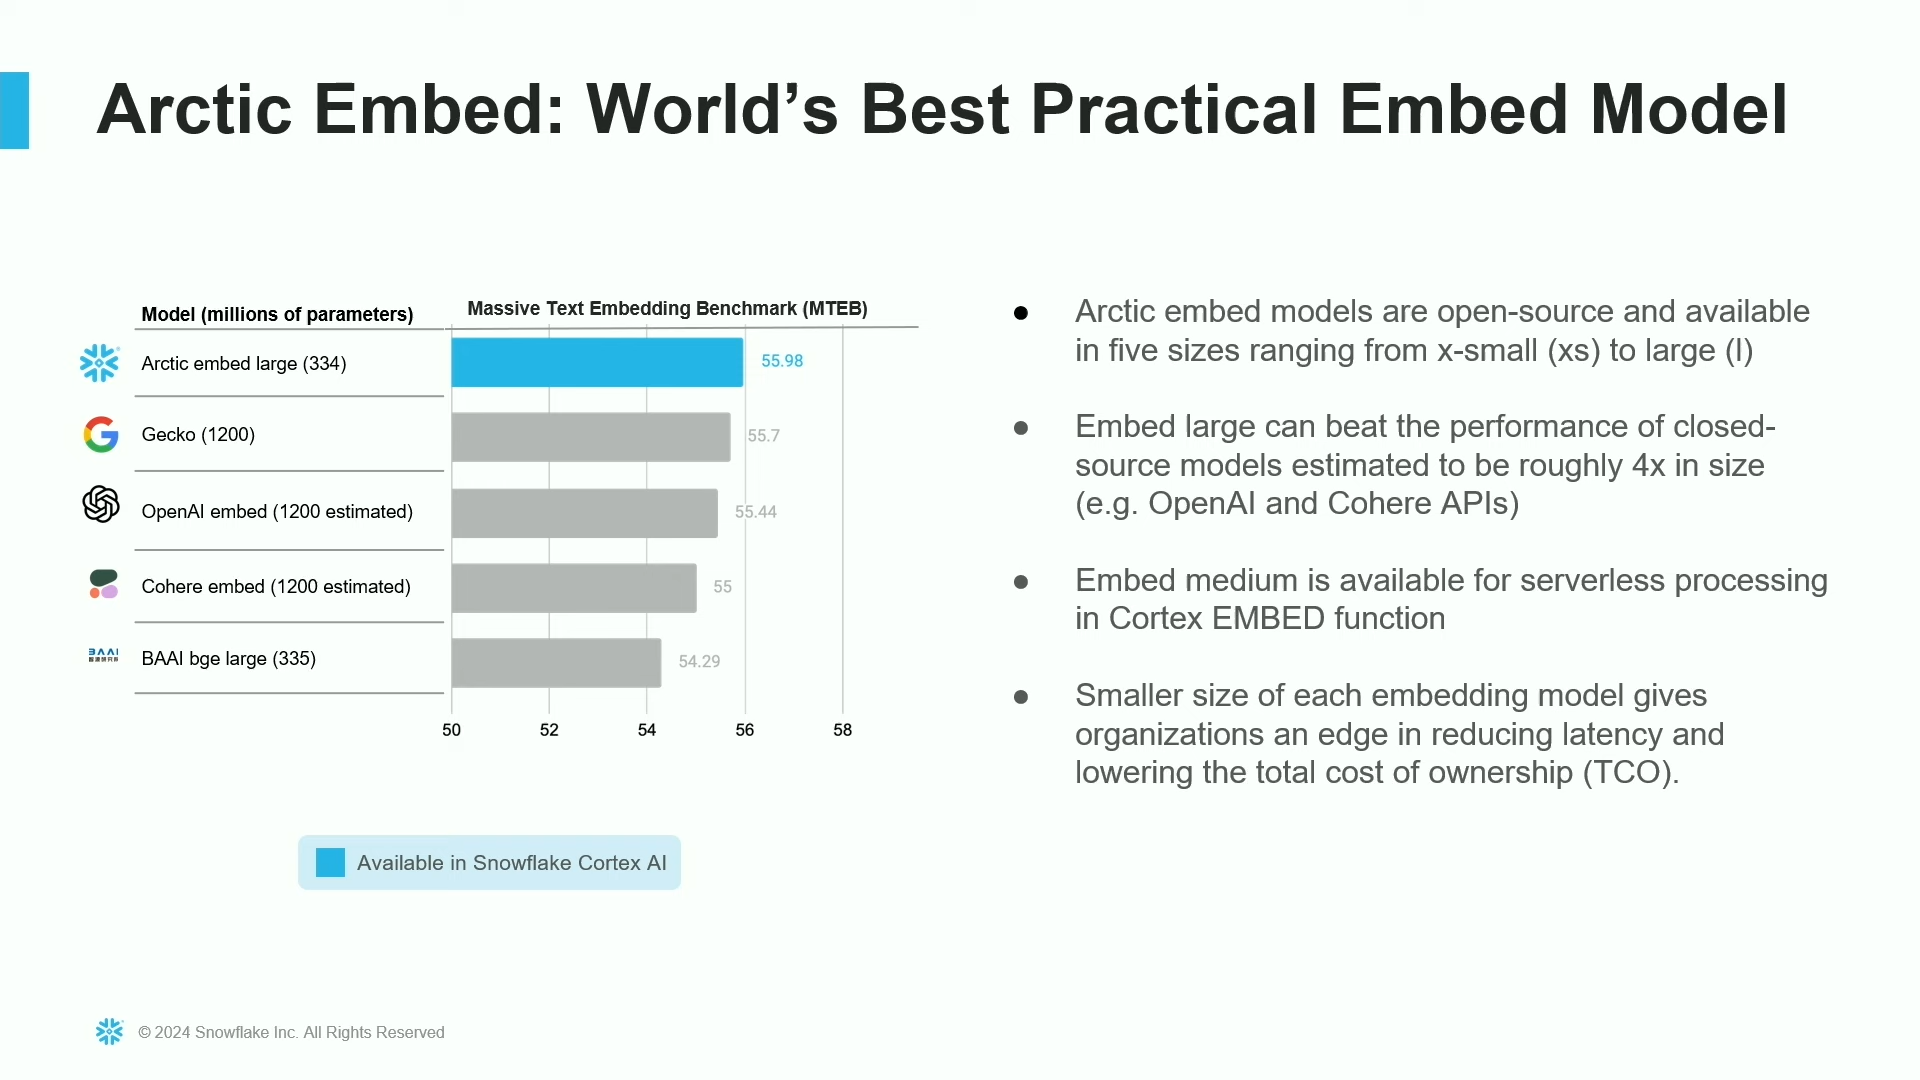 Arctic Embed: World’s Best Practical Embed Model
Model (millions of parameters)
Massive Text Embedding Benchmark (MTEB)
Arctic embed large (334)
55.98
Gecko (1200)
55.7
OpenAI embed (1200 estimated)
55.44
Cohere embed (1200 estimated)
55
BAAI
BAAI bge large (335)
54.29
50 52 54 56 58
Available in Snowflake Cortex AI
● Arctic embed models are open-source and available
in five sizes ranging from x-small (xs) to large (l)
● Embed large can beat the performance of closed-
source models estimated to be roughly 4x in size
(e.g. OpenAI and Cohere APIs)
● Embed medium is available for serverless processing
in Cortex EMBED function
● Smaller size of each embedding model gives
organizations an edge in reducing latency and
lowering the total cost of ownership (TCO).
© 2024 Snowflake Inc. All Rights Reserved